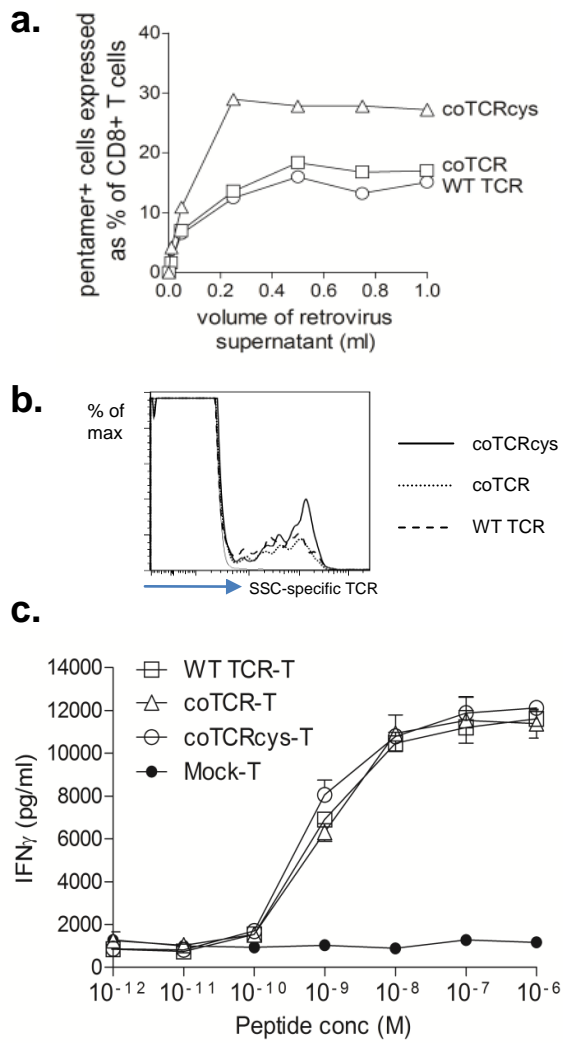 a.
pentamer+ cells expressed
as % of CD8+ T cells
40
30
20
10
0
coTCRcys
coTCR
WT TCR
0.0 0.2 0.4 0.6 0.8 1.0
volume of retrovirus
supernatant (ml)
b.
% of
max
coTCRcys
coTCR
WT TCR
SSC-specific TCR
c.
WT TCR-T
coTCR-T
coTCRcys-T
Mock-T
IFNγ (pg/ml)
14000
12000
10000
8000
6000
4000
2000
0
10⁻¹² 10⁻¹¹ 10⁻¹⁰ 10⁻⁹ 10⁻⁸ 10⁻⁷ 10⁻⁶
Peptide conc (M)